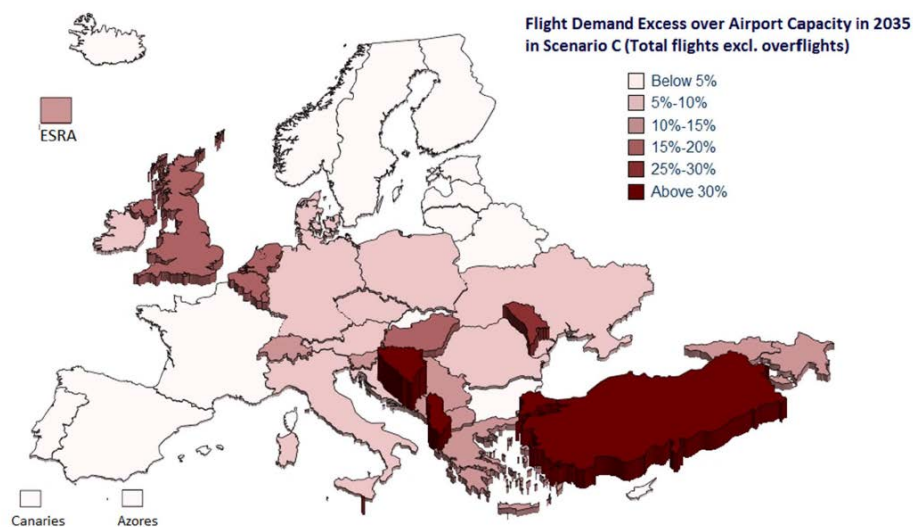 Flight Demand Excess over Airport Capacity in 2035
in Scenario C (Total flights excl. overflights)
Below 5%
5%-10%
10%-15%
15%-20%
25%-30%
Above 30%
ESRA
Canaries
Azores